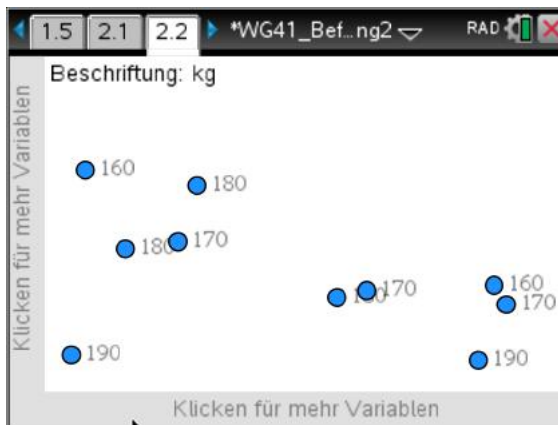 1.5 2.1 2.2 *WG41_Bef…ng2 RAD
Beschriftung: kg
Klicken für mehr Variablen
160
180
180 170
170
160
170
190
190
Klicken für mehr Variablen